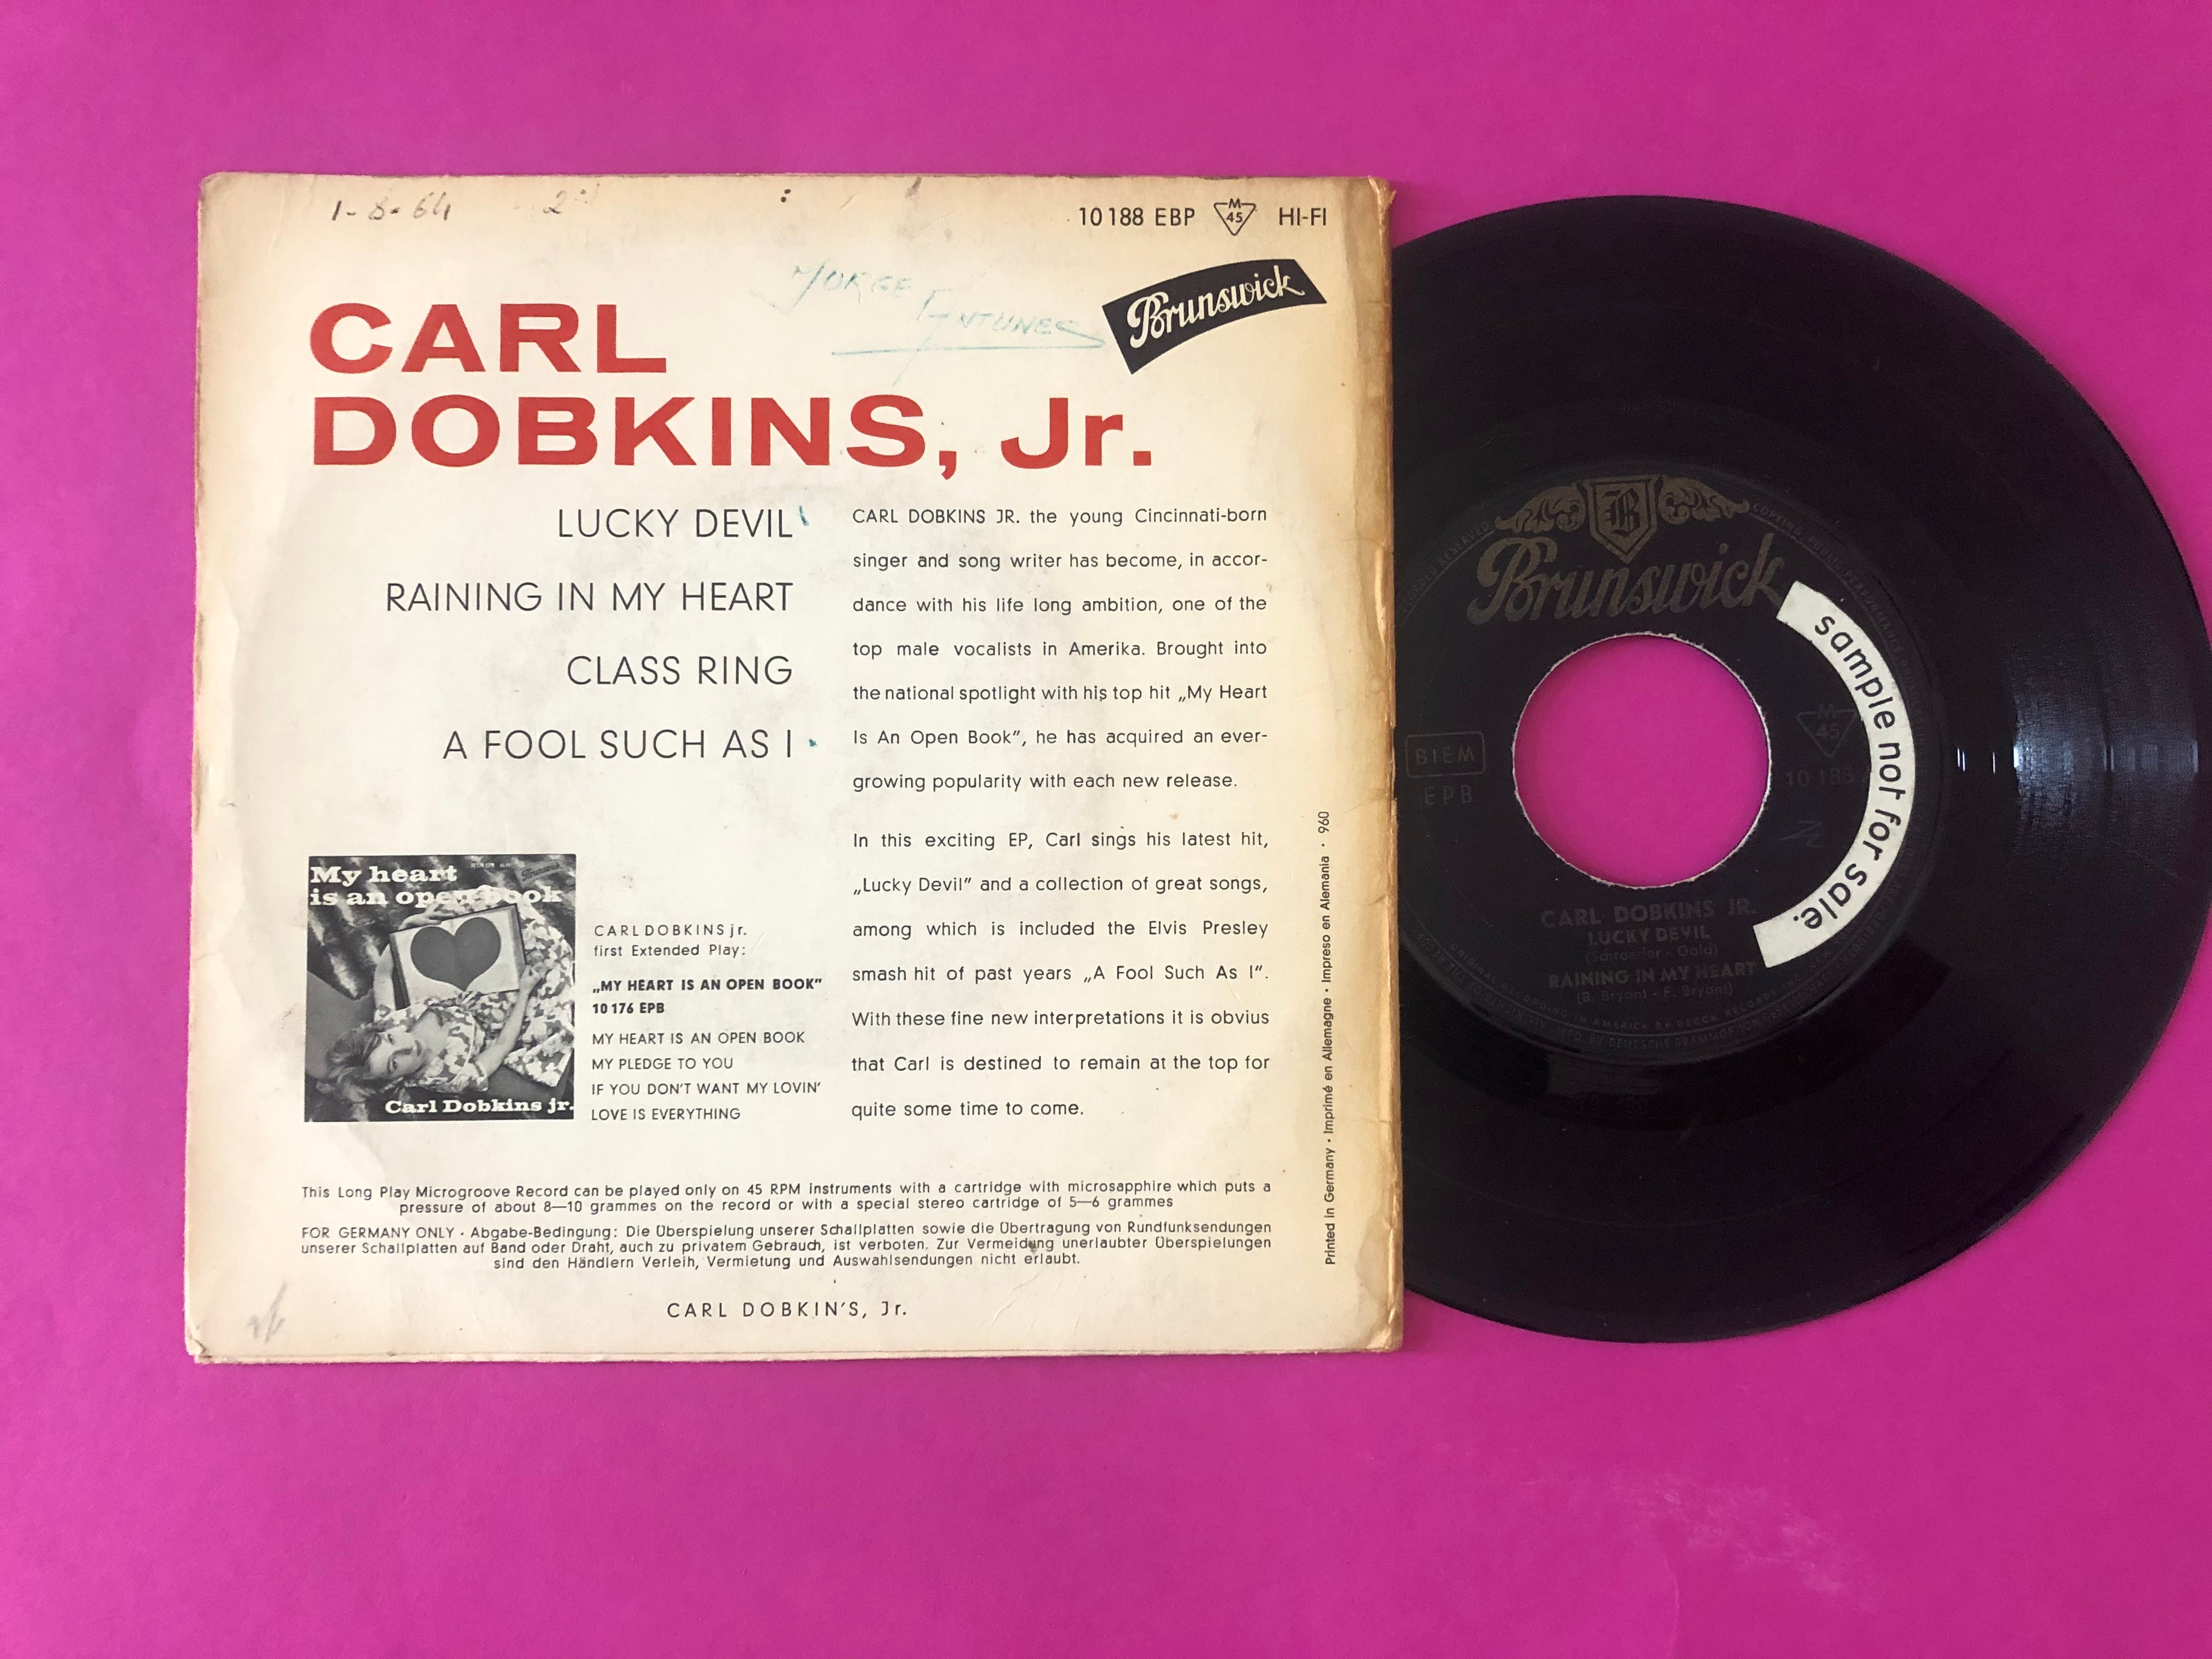 1-8-64
10188 EBP M 45 HI-FI
JORGE ANTUNES
Brunswick
CARL
DOBKINS, Jr.
LUCKY DEVIL
RAINING IN MY HEART
CLASS RING
A FOOL SUCH AS I
CARL DOBKINS JR. the young Cincinnati-born
singer and song writer has become, in accor-
dance with his life long ambition, one of the
top male vocalists in Amerika. Brought into
the national spotlight with his top hit „My Heart
Is An Open Book”, he has acquired an ever-
growing popularity with each new release.
In this exciting EP, Carl sings his latest hit,
„Lucky Devil” and a collection of great songs,
among which is included the Elvis Presley
smash hit of past years „A Fool Such As I”.
With these fine new interpretations it is obvius
that Carl is destined to remain at the top for
quite some time to come.
My heart
is an open book
Carl Dobkins jr.
CARL DOBKINS jr.
first Extended Play:
„MY HEART IS AN OPEN BOOK”
10176 EPB
MY HEART IS AN OPEN BOOK
MY PLEDGE TO YOU
IF YOU DON'T WANT MY LOVIN'
LOVE IS EVERYTHING
This Long Play Microgroove Record can be played only on 45 RPM instruments with a cartridge with microsapphire which puts a
pressure of about 8—10 grammes on the record or with a special stereo cartridge of 5—6 grammes
FOR GERMANY ONLY · Abgabe-Bedingung: Die Überspielung unserer Schallplatten sowie die Übertragung von Rundfunksendungen
unserer Schallplatten auf Band oder Draht, auch zu privatem Gebrauch, ist verboten. Zur Vermeidung unerlaubter Überspielungen
sind den Händlern Verleih, Vermietung und Auswahlsendungen nicht erlaubt.
CARL DOBKIN'S, Jr.
Printed in Germany · Imprimé en Allemagne · Impreso en Alemania · 960
B
Brunswick
sample not for sale.
BIEM
EPB
M 45
10188
CARL DOBKINS JR.
LUCKY DEVIL
(Schroeder - Gold)
RAINING IN MY HEART
(B. Bryant - F. Bryant)
ORIGINAL RECORDING IN AMERICA BY DECCA RECORDS